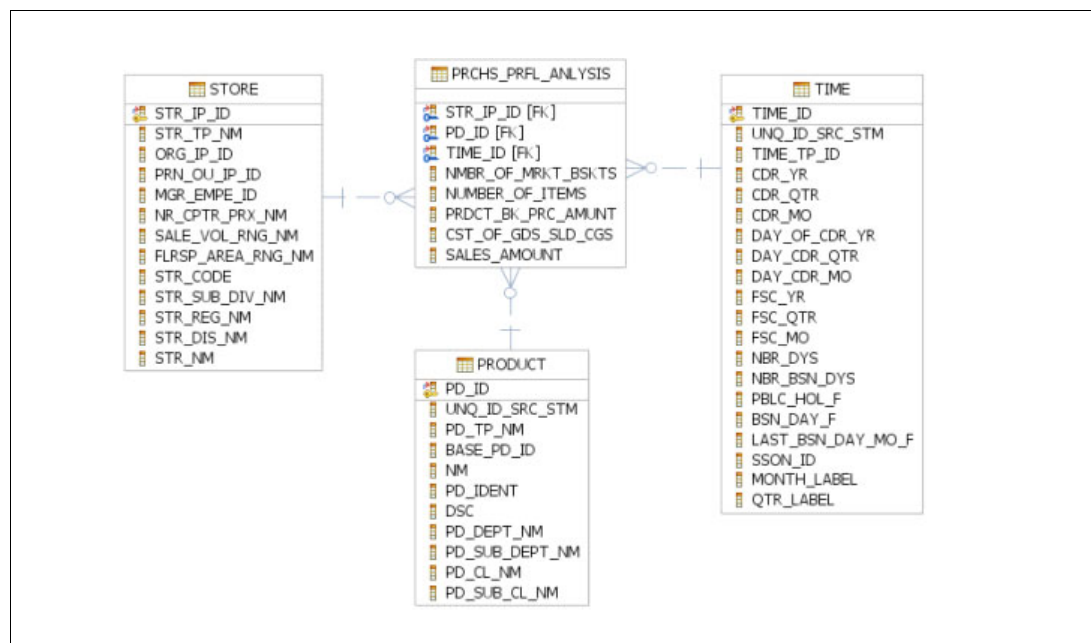 STORE
STR_IP_ID
STR_TP_NM
ORG_IP_ID
PRN_OU_IP_ID
MGR_EMPE_ID
NR_CPTR_PRX_NM
SALE_VOL_RNG_NM
FLRSP_AREA_RNG_NM
STR_CODE
STR_SUB_DIV_NM
STR_REG_NM
STR_DIS_NM
STR_NM
PRCHS_PRFL_ANLYSIS
STR_IP_ID [FK]
PD_ID [FK]
TIME_ID [FK]
NMBR_OF_MRKT_BSKTS
NUMBER_OF_ITEMS
PRDCT_BK_PRC_AMUNT
CST_OF_GDS_SLD_CGS
SALES_AMOUNT
PRODUCT
PD_ID
UNQ_ID_SRC_STM
PD_TP_NM
BASE_PD_ID
NM
PD_IDENT
DSC
PD_DEPT_NM
PD_SUB_DEPT_NM
PD_CL_NM
PD_SUB_CL_NM
TIME
TIME_ID
UNQ_ID_SRC_STM
TIME_TP_ID
CDR_YR
CDR_QTR
CDR_MO
DAY_OF_CDR_YR
DAY_CDR_QTR
DAY_CDR_MO
FSC_YR
FSC_QTR
FSC_MO
NBR_DYS
NBR_BSN_DYS
PBLC_HOL_F
BSN_DAY_F
LAST_BSN_DAY_MO_F
SSON_ID
MONTH_LABEL
QTR_LABEL